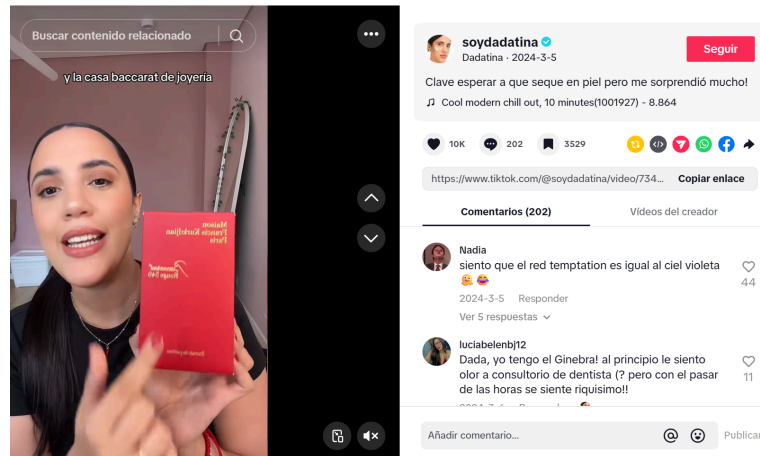 Buscar contenido relacionado
y la casa baccarat de joyería
Maison
Francis Kurkdjian
Paris
Baccarat
Rouge 540
soydadatina
Dadatina · 2024-3-5
Seguir
Clave esperar a que seque en piel pero me sorprendió mucho!
Cool modern chill out, 10 minutes(1001927) - 8.864
10K
202
3529
https://www.tiktok.com/@soydadatina/video/734...
Copiar enlace
Comentarios (202)
Vídeos del creador
Nadia
siento que el red temptation es igual al ciel violeta
🫠 😂
44
2024-3-5 Responder
Ver 5 respuestas
luciabelenbj12
Dada, yo tengo el Ginebra! al principio le siento
olor a consultorio de dentista (? pero con el pasar
de las horas se siente riquisimo!!
11
Añadir comentario...
Publicar